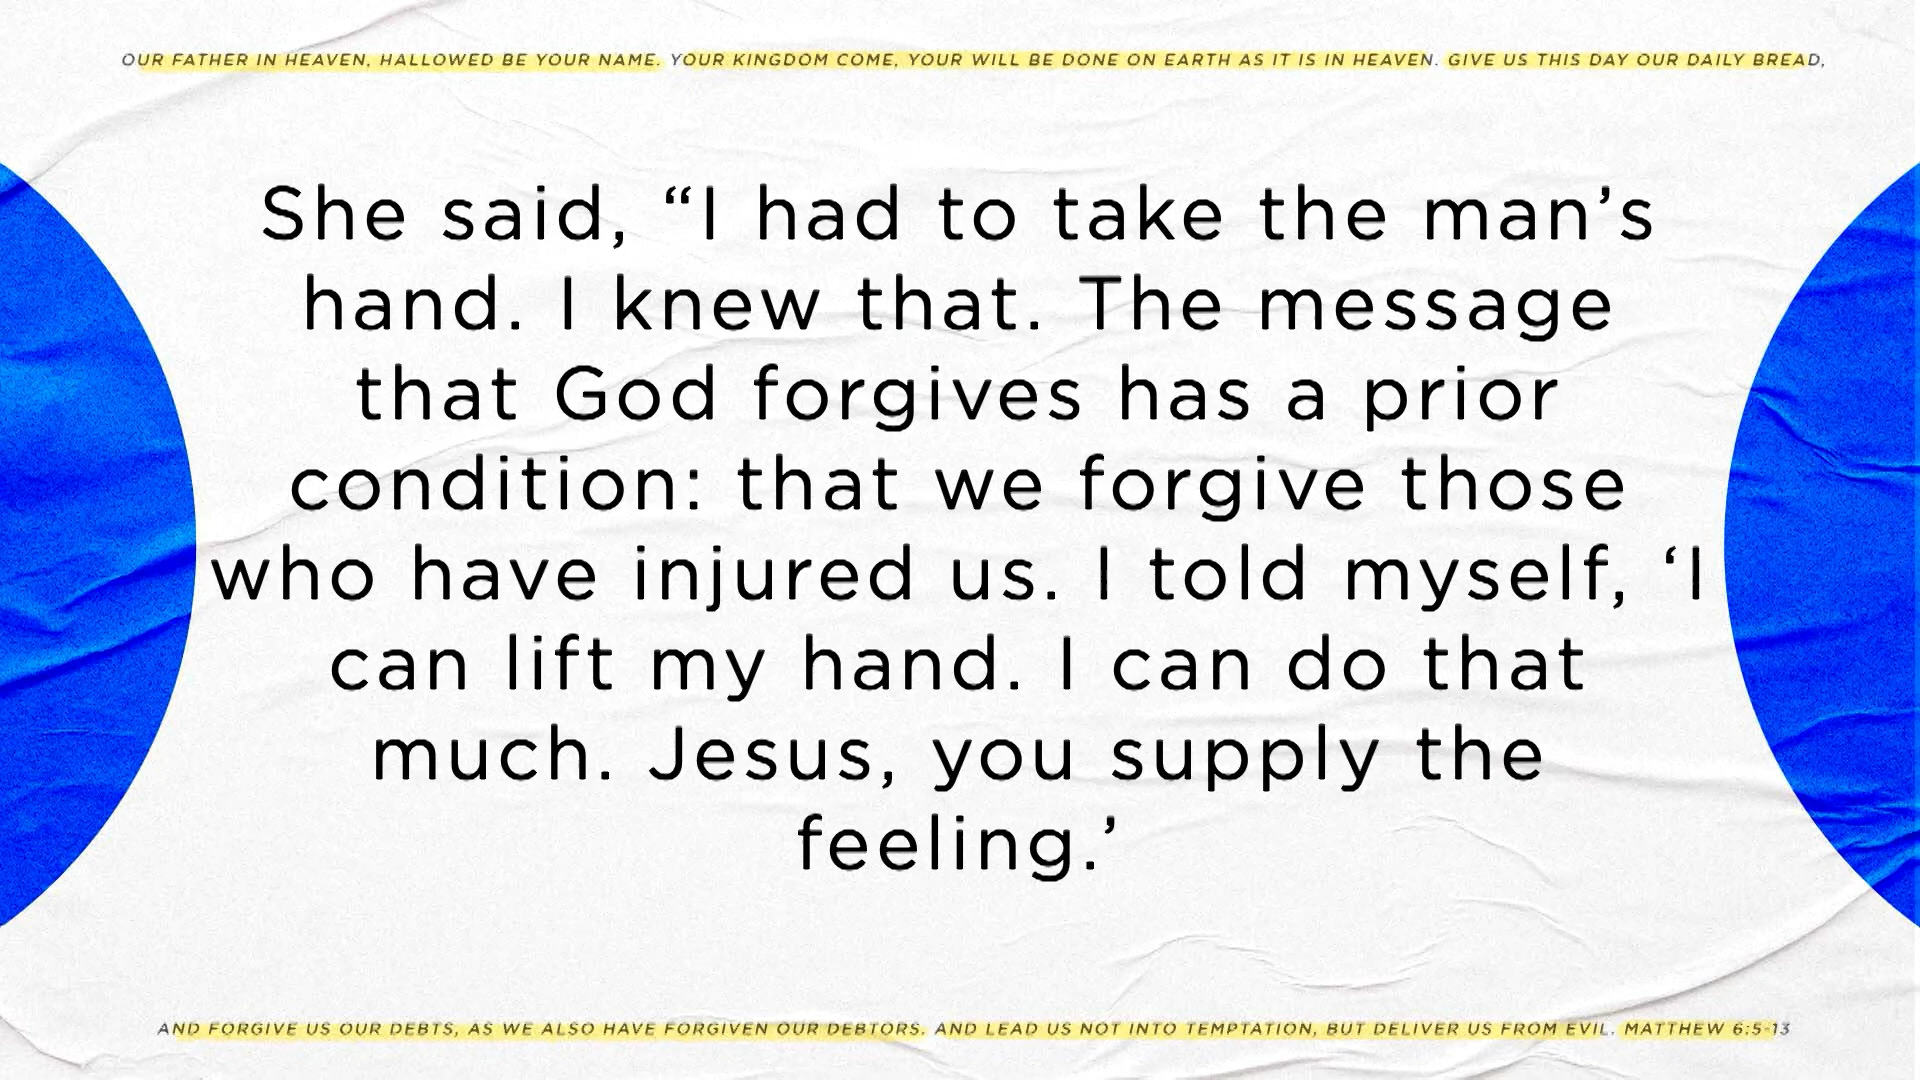 OUR FATHER IN HEAVEN, HALLOWED BE YOUR NAME. YOUR KINGDOM COME, YOUR WILL BE DONE ON EARTH AS IT IS IN HEAVEN. GIVE US THIS DAY OUR DAILY BREAD,
She said, “I had to take the man’s
hand. I knew that. The message
that God forgives has a prior
condition: that we forgive those
who have injured us. I told myself, ‘I
can lift my hand. I can do that
much. Jesus, you supply the
feeling.’
AND FORGIVE US OUR DEBTS, AS WE ALSO HAVE FORGIVEN OUR DEBTORS. AND LEAD US NOT INTO TEMPTATION, BUT DELIVER US FROM EVIL. MATTHEW 6:5-13